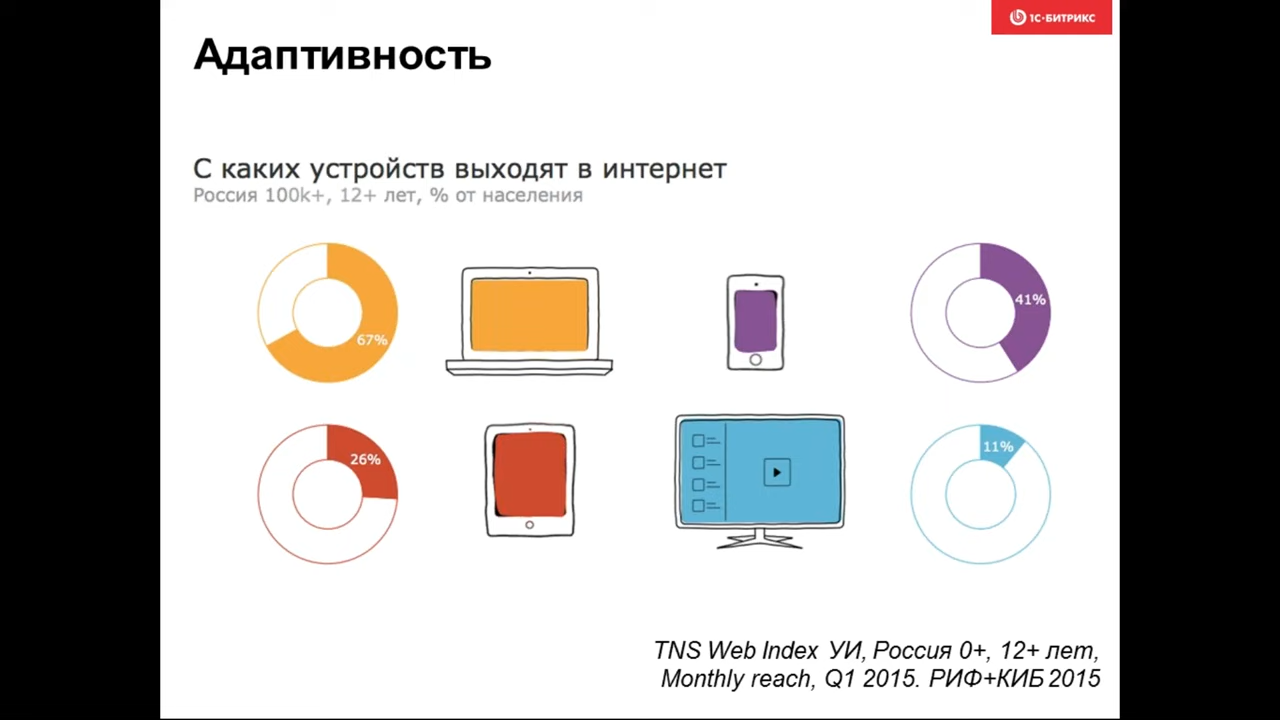 1С-БИТРИКС
Адаптивность
С каких устройств выходят в интернет
Россия 100k+, 12+ лет, % от населения
67%
41%
26%
11%
TNS Web Index УИ, Россия 0+, 12+ лет,
Monthly reach, Q1 2015. РИФ+КИБ 2015